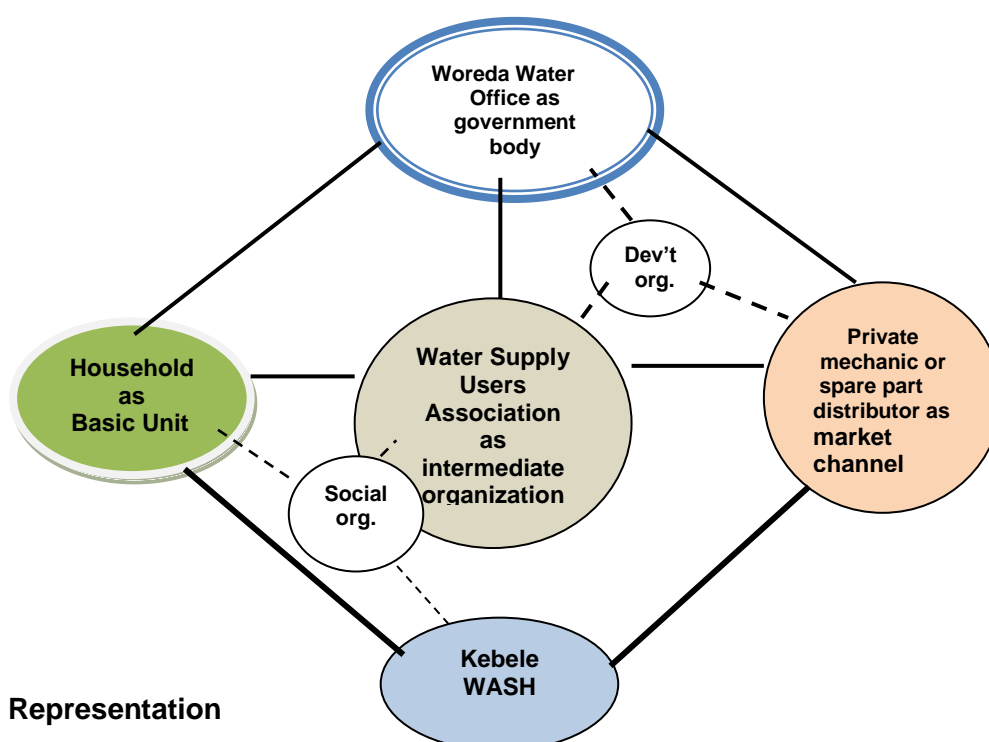 Woreda Water
Office as
government
body
Dev't
org.
Household
as
Basic Unit
Water Supply
Users
Association
as
intermediate
organization
Private
mechanic or
spare part
distributor as
market
channel
Social
org.
Kebele
WASH
Representation